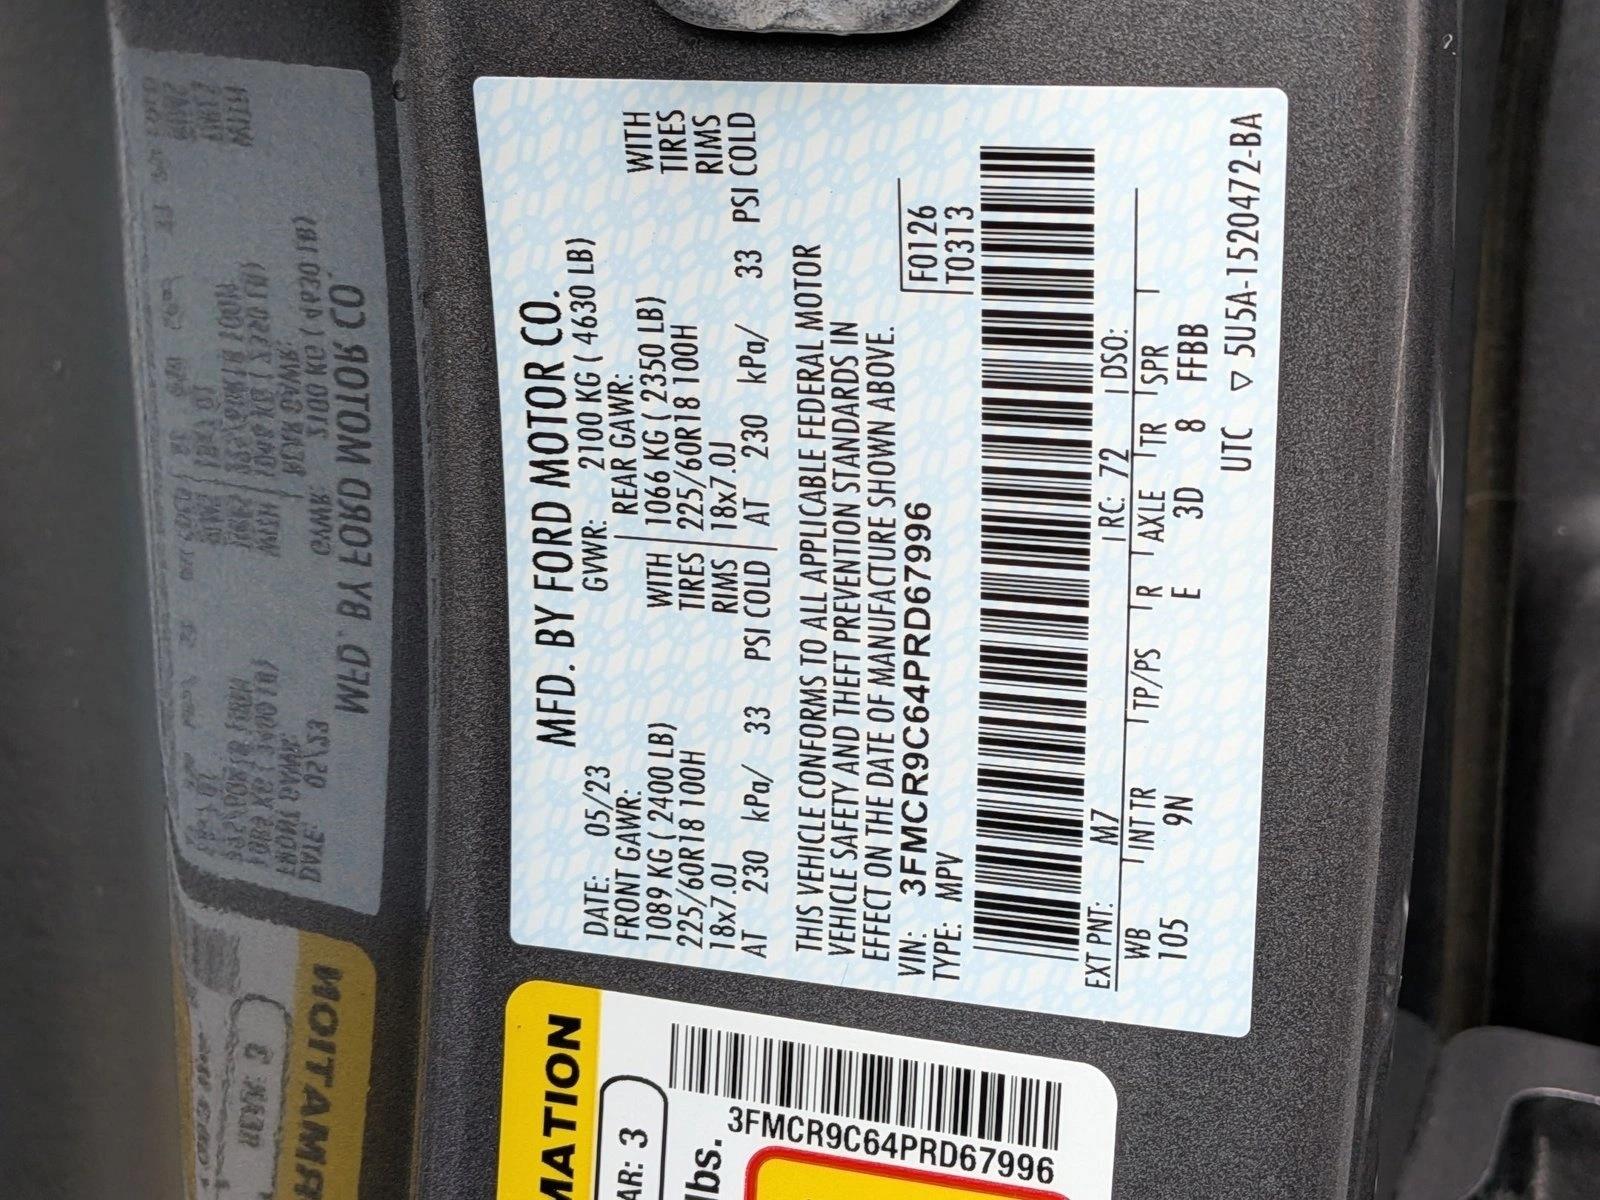 MFD. BY FORD MOTOR CO.
DATE: 05/23 GVWR: 2100 KG ( 4630 LB)
FRONT GAWR: REAR GAWR:
1089 KG ( 2400 LB) WITH 1066 KG ( 2350 LB) WITH
225/60R18 100H TIRES 225/60R18 100H TIRES
18x7.0J RIMS 18x7.0J RIMS
AT 230 kPa/ 33 PSI COLD AT 230 kPa/ 33 PSI COLD
THIS VEHICLE CONFORMS TO ALL APPLICABLE FEDERAL MOTOR
VEHICLE SAFETY AND THEFT PREVENTION STANDARDS IN
EFFECT ON THE DATE OF MANUFACTURE SHOWN ABOVE.
VIN: 3FMCR9C64PRD67996 F0126
TYPE: MPV T0313
EXT PNT: M7 RC: 72 DSO:
WB INT TR TP/PS R AXLE TR SPR
105 9N E 3D 8 FFBB
UTC ▽ 5U5A-1520472-BA
MATION
AR: 3
lbs.
3FMCR9C64PRD67996